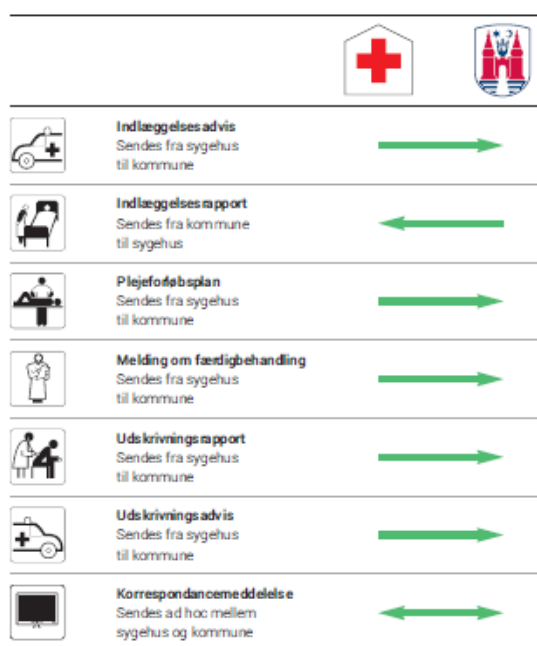 Indlæggelsesadvis
Sendes fra sygehus
til kommune
Indlæggelsesrapport
Sendes fra kommune
til sygehus
Plejeforløbsplan
Sendes fra sygehus
til kommune
Melding om færdigbehandling
Sendes fra sygehus
til kommune
Udskrivningsrapport
Sendes fra sygehus
til kommune
Udskrivningsadvis
Sendes fra sygehus
til kommune
Korrespondancemeddelelse
Sendes ad hoc mellem
sygehus og kommune